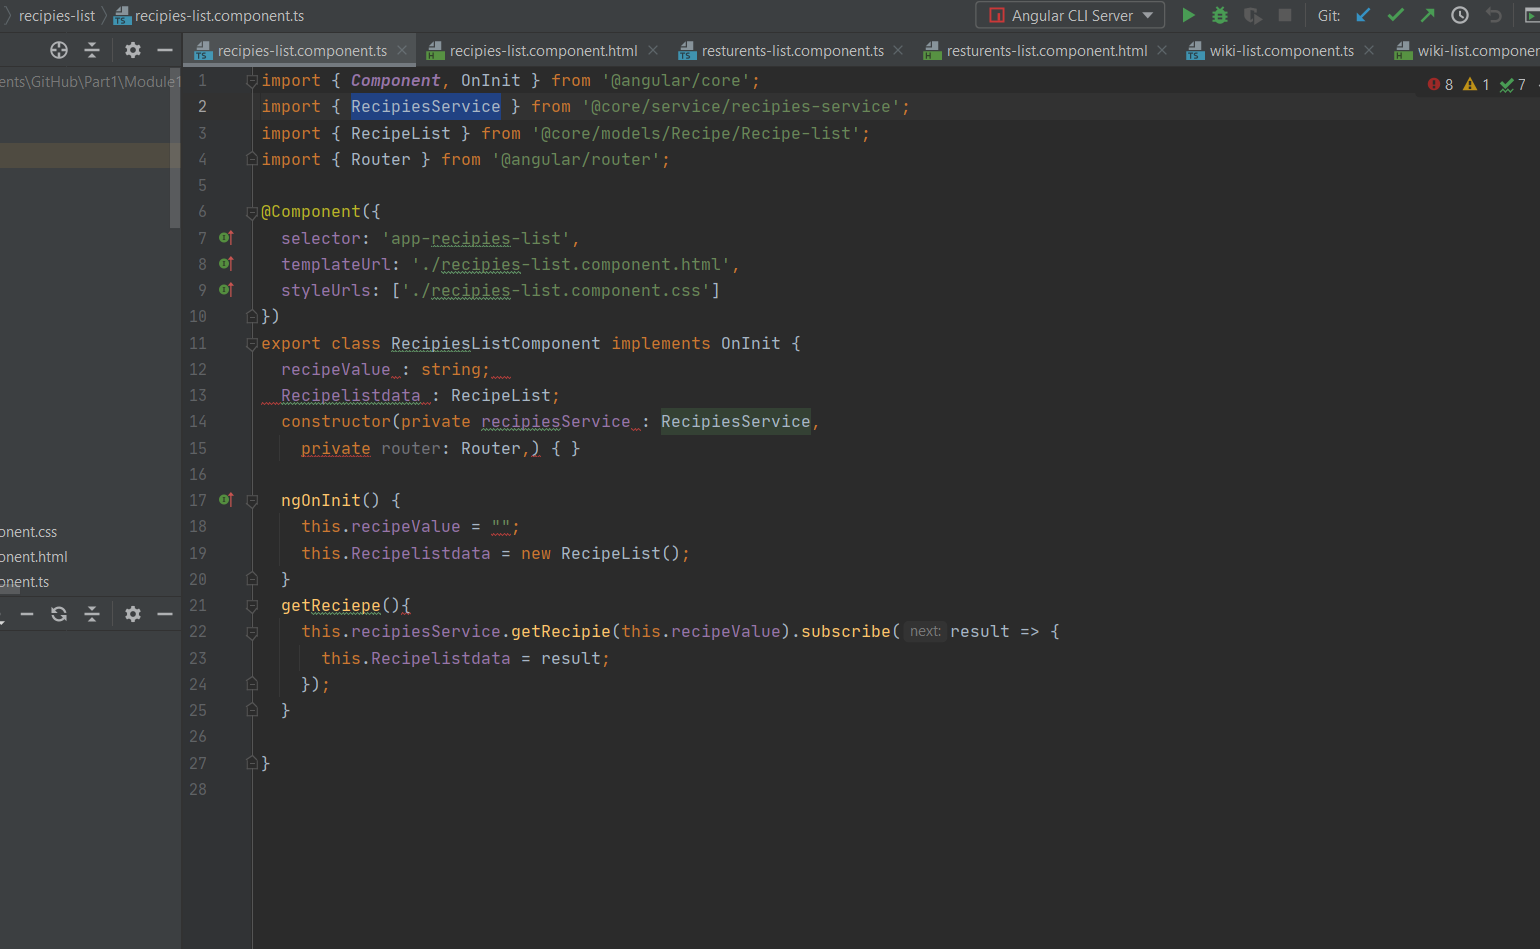 recipies-list recipies-list.component.ts Angular CLI Server Git:
recipies-list.component.ts recipies-list.component.html resturents-list.component.ts resturents-list.component.html wiki-list.component.ts wiki-list.componen
ents\GitHub\Part1\Module1
8 1 7
1 import { Component, OnInit } from '@angular/core';
2 import { RecipiesService } from '@core/service/recipies-service';
3 import { RecipeList } from '@core/models/Recipe/Recipe-list';
4 import { Router } from '@angular/router';
5
6 @Component({
7 selector: 'app-recipies-list',
8 templateUrl: './recipies-list.component.html',
9 styleUrls: ['./recipies-list.component.css']
10 })
11 export class RecipiesListComponent implements OnInit {
12 recipeValue : string;
13 Recipelistdata : RecipeList;
14 constructor(private recipiesService : RecipiesService,
15 private router: Router,) { }
16
17 ngOnInit() {
18 this.recipeValue = "";
19 this.Recipelistdata = new RecipeList();
20 }
21 getReciepe(){
22 this.recipiesService.getRecipie(this.recipeValue).subscribe( next: result => {
23 this.Recipelistdata = result;
24 });
25 }
26
27 }
28
onent.css
onent.html
onent.ts